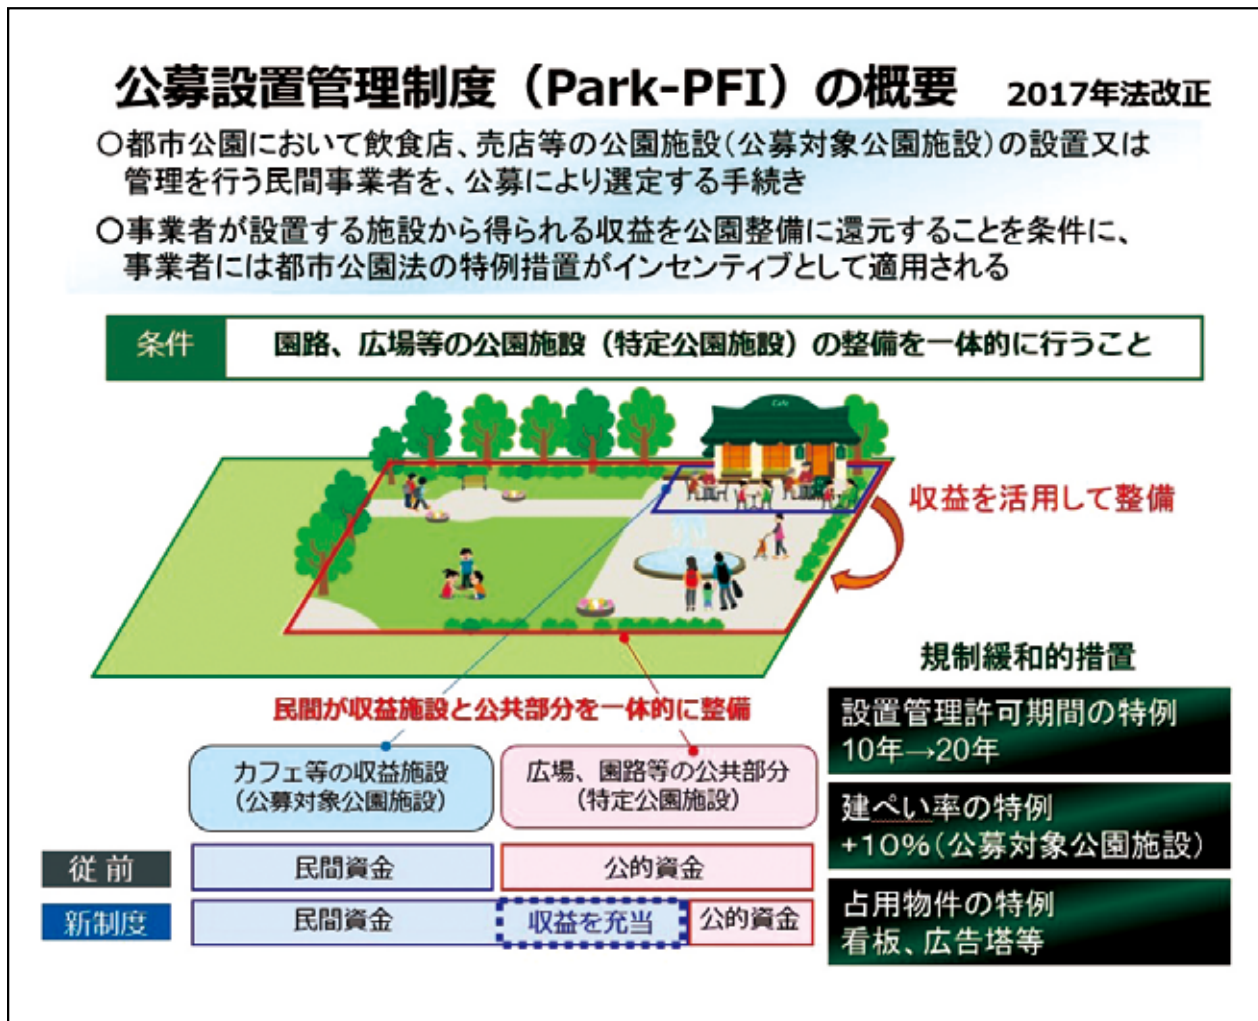 公募設置管理制度（Park-PFI）の概要 2017年法改正
○都市公園において飲食店、売店等の公園施設（公募対象公園施設）の設置又は
管理を行う民間事業者を、公募により選定する手続き
○事業者が設置する施設から得られる収益を公園整備に還元することを条件に、
事業者には都市公園法の特例措置がインセンティブとして適用される
条件 園路、広場等の公園施設（特定公園施設）の整備を一体的に行うこと
Cafe
収益を活用して整備
民間が収益施設と公共部分を一体的に整備
カフェ等の収益施設
（公募対象公園施設）
広場、園路等の公共部分
（特定公園施設）
従前 民間資金 公的資金
新制度 民間資金 収益を充当 公的資金
規制緩和的措置
設置管理許可期間の特例
10年→20年
建ぺい率の特例
+10%（公募対象公園施設）
占用物件の特例
看板、広告塔等